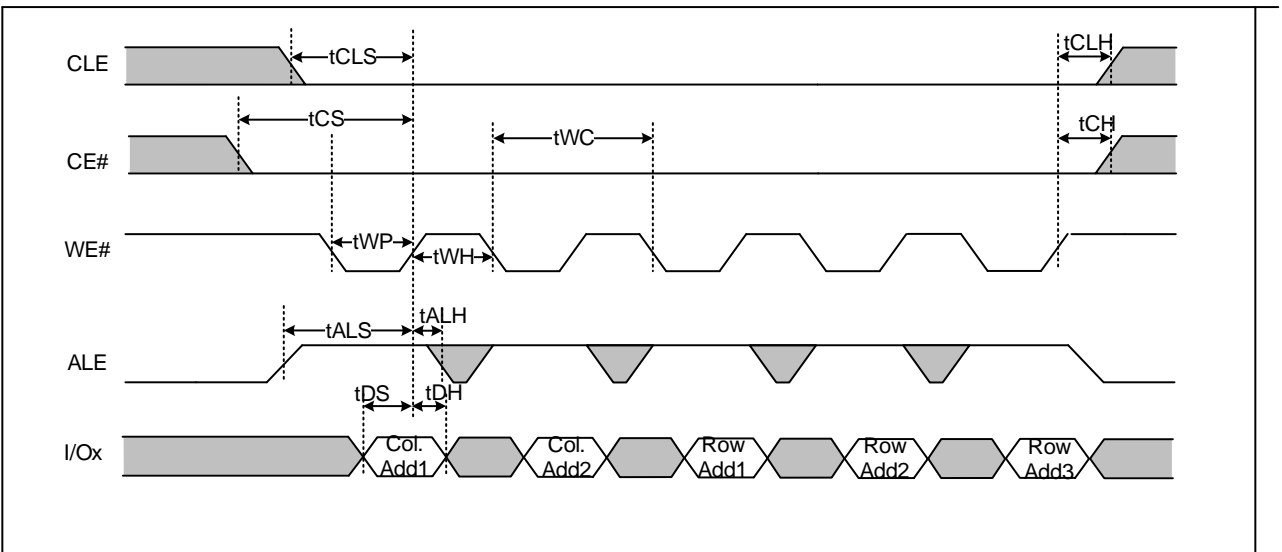 CLE
tCLS
tCLH
CE#
tCS
tWC
tCH
WE#
tWP
tWH
ALE
tALS
tALH
tDS
tDH
I/Ox
Col.
Add1
Col.
Add2
Row
Add1
Row
Add2
Row
Add3